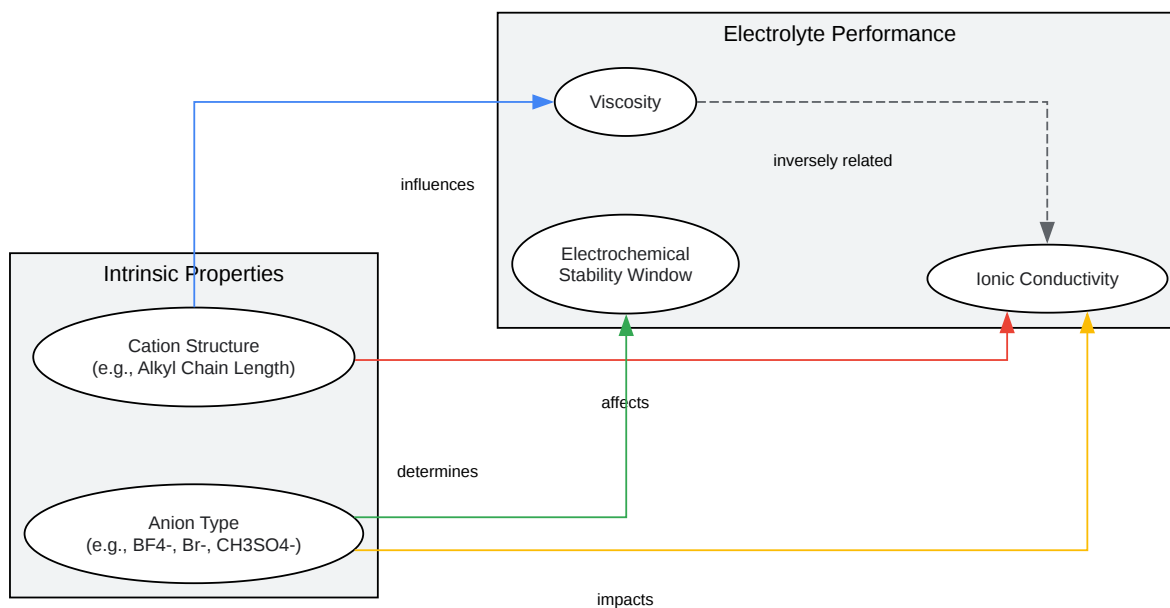 Electrolyte Performance
Viscosity
inversely related
influences
Electrochemical
Stability Window
Ionic Conductivity
Intrinsic Properties
Cation Structure
(e.g., Alkyl Chain Length)
affects
determines
Anion Type
(e.g., BF4-, Br-, CH3SO4-)
impacts